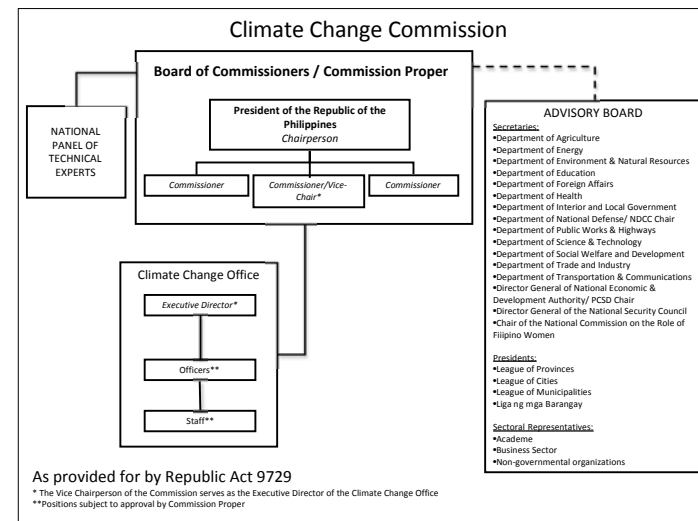 Climate Change Commission
Board of Commissioners / Commission Proper
President of the Republic of the
Philippines
Chairperson
Commissioner
Commissioner/Vice-
Chair*
Commissioner
NATIONAL
PANEL OF
TECHNICAL
EXPERTS
ADVISORY BOARD
Secretaries:
▪Department of Agriculture
▪Department of Energy
▪Department of Environment & Natural Resources
▪Department of Education
▪Department of Foreign Affairs
▪Department of Health
▪Department of Interior and Local Government
▪Department of National Defense/ NDCC Chair
▪Department of Public Works & Highways
▪Department of Science & Technology
▪Department of Social Welfare and Development
▪Department of Trade and Industry
▪Department of Transportation & Communications
▪Director General of National Economic &
Development Authority/ PCSD Chair
▪Director General of the National Security Council
▪Chair of the National Commission on the Role of
Fiiipino Women
Presidents:
▪League of Provinces
▪League of Cities
▪League of Municipalities
▪Liga ng mga Barangay
Sectoral Representatives:
▪Academe
▪Business Sector
▪Non-governmental organizations
Climate Change Office
Executive Director*
Officers**
Staff**
As provided for by Republic Act 9729
* The Vice Chairperson of the Commission serves as the Executive Director of the Climate Change Office
**Positions subject to approval by Commission Proper